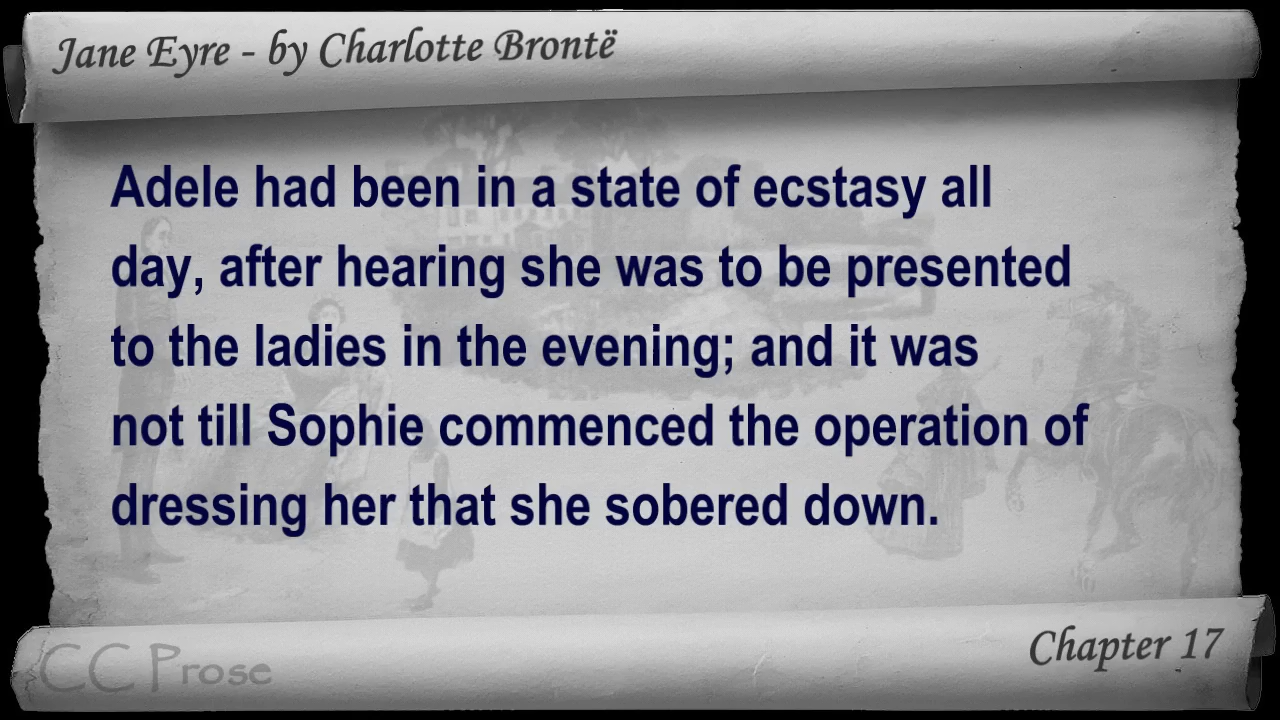 Jane Eyre - by Charlotte Brontë
Adele had been in a state of ecstasy all
day, after hearing she was to be presented
to the ladies in the evening; and it was
not till Sophie commenced the operation of
dressing her that she sobered down.
Chapter 17
CC Prose